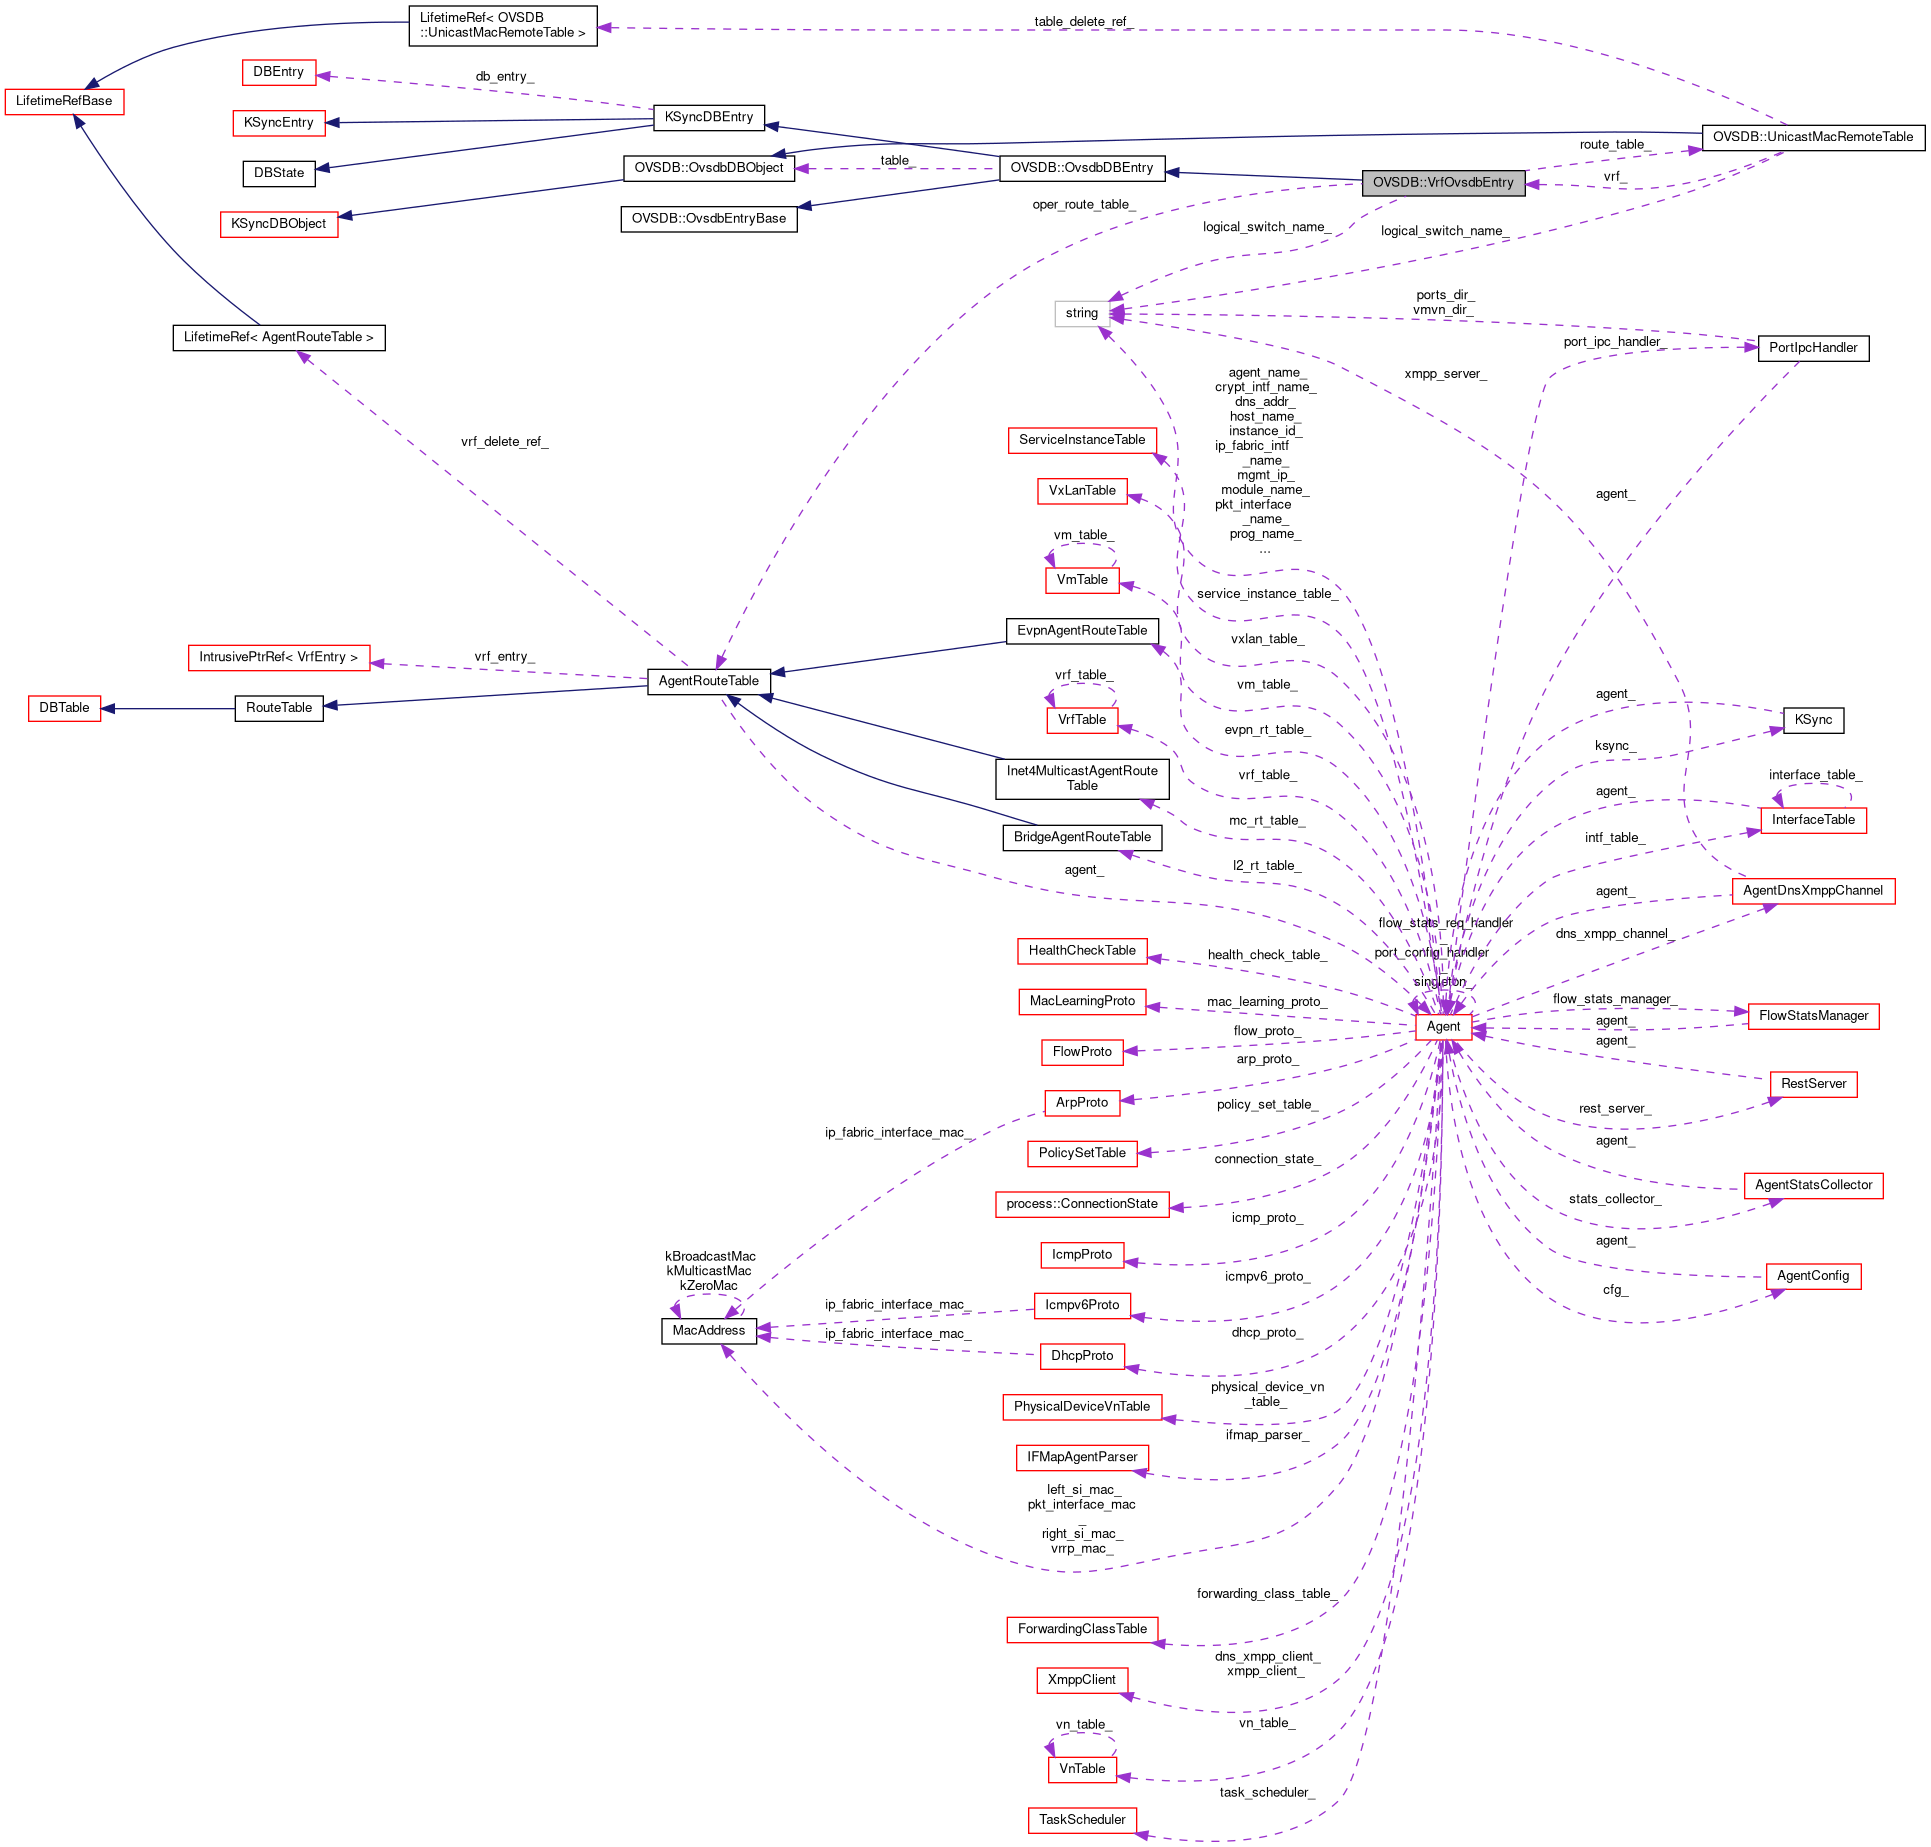 LifetimeRef< OVSDB
::UnicastMacRemoteTable >
table_delete_ref_
DBEntry
db_entry_
LifetimeRefBase
KSyncEntry
KSyncDBEntry
OVSDB::UnicastMacRemoteTable
DBState
OVSDB::OvsdbDBObject
table_
OVSDB::OvsdbDBEntry
route_table_
OVSDB::VrfOvsdbEntry
vrf_
KSyncDBObject
OVSDB::OvsdbEntryBase
oper_route_table_
logical_switch_name_
logical_switch_name_
string
ports_dir_
vmvn_dir_
LifetimeRef< AgentRouteTable >
port_ipc_handler_
PortIpcHandler
xmpp_server_
agent_name_
crypt_intf_name_
dns_addr_
host_name_
instance_id_
ip_fabric_intf
_name_
mgmt_ip_
module_name_
pkt_interface
_name_
prog_name_
...
vrf_delete_ref_
ServiceInstanceTable
VxLanTable
agent_
vm_table_
VmTable
service_instance_table_
EvpnAgentRouteTable
vxlan_table_
IntrusivePtrRef< VrfEntry >
vrf_entry_
AgentRouteTable
vrf_table_
vm_table_
agent_
DBTable
RouteTable
VrfTable
evpn_rt_table_
KSync
ksync_
Inet4MulticastAgentRoute
Table
vrf_table_
interface_table_
agent_
mc_rt_table_
InterfaceTable
BridgeAgentRouteTable
intf_table_
agent_
l2_rt_table_
agent_
AgentDnsXmppChannel
flow_stats_req_handler
_
dns_xmpp_channel_
HealthCheckTable
health_check_table_
port_config_handler
_
singleton_
MacLearningProto
mac_learning_proto_
flow_stats_manager_
FlowStatsManager
Agent
agent_
FlowProto
flow_proto_
agent_
arp_proto_
RestServer
ArpProto
policy_set_table_
rest_server_
ip_fabric_interface_mac_
PolicySetTable
connection_state_
agent_
AgentStatsCollector
process::ConnectionState
stats_collector_
icmp_proto_
IcmpProto
agent_
kBroadcastMac
kMulticastMac
kZeroMac
icmpv6_proto_
AgentConfig
cfg_
ip_fabric_interface_mac_
Icmpv6Proto
MacAddress
ip_fabric_interface_mac_
dhcp_proto_
DhcpProto
physical_device_vn
_table_
PhysicalDeviceVnTable
ifmap_parser_
IFMapAgentParser
left_si_mac_
pkt_interface_mac
_
right_si_mac_
vrrp_mac_
forwarding_class_table_
ForwardingClassTable
dns_xmpp_client_
xmpp_client_
XmppClient
vn_table_
vn_table_
VnTable
task_scheduler_
TaskScheduler